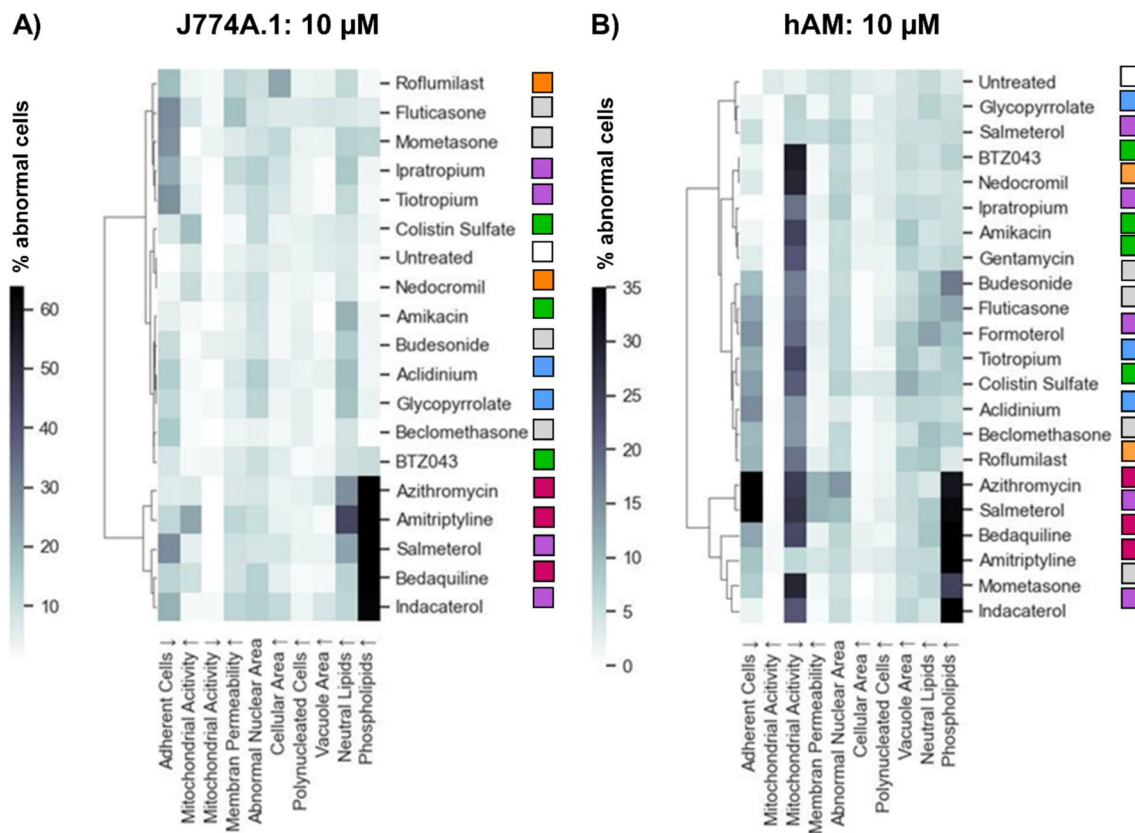 A)
J774A.1: 10 µM
% abnormal cells
60
50
40
30
20
10
Roflumilast
Fluticasone
Mometasone
Ipratropium
Tiotropium
Colistin Sulfate
Untreated
Nedocromil
Amikacin
Budesonide
Aclidinium
Glycopyrrolate
Beclomethasone
BTZ043
Azithromycin
Amitriptyline
Salmeterol
Bedaquiline
Indacaterol
Adherent Cells ↓
Mitochondrial Acitivity ↑
Mitochondrial Acitivity ↓
Membran Permeability ↑
Abnormal Nuclear Area
Cellular Area ↑
Polynucleated Cells ↑
Vacuole Area ↑
Neutral Lipids ↑
Phospholipids ↑
B)
hAM: 10 µM
% abnormal cells
35
30
25
20
15
10
5
0
Untreated
Glycopyrrolate
Salmeterol
BTZ043
Nedocromil
Ipratropium
Amikacin
Gentamycin
Budesonide
Fluticasone
Formoterol
Tiotropium
Colistin Sulfate
Aclidinium
Beclomethasone
Roflumilast
Azithromycin
Salmeterol
Bedaquiline
Amitriptyline
Mometasone
Indacaterol
Adherent Cells ↓
Mitochondrial Acitivity ↑
Mitochondrial Acitivity ↓
Membran Permeability ↑
Abnormal Nuclear Area
Cellular Area ↑
Polynucleated Cells ↑
Vacuole Area ↑
Neutral Lipids ↑
Phospholipids ↑